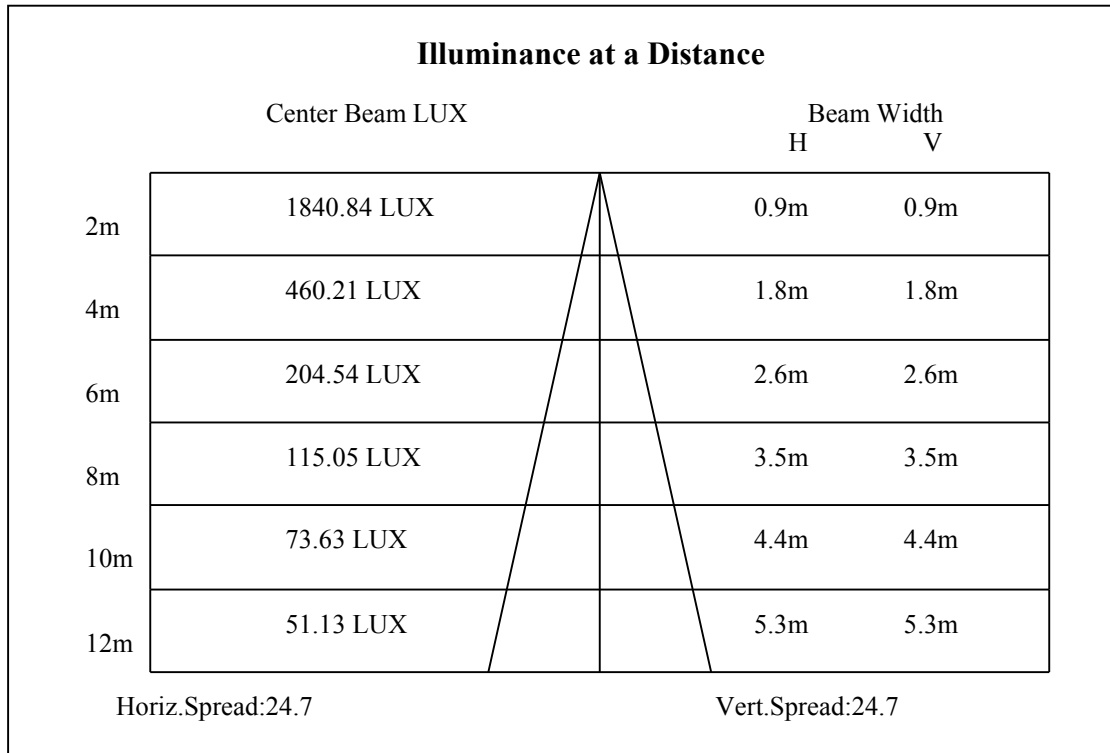 Illuminance at a Distance
Center Beam LUX Beam Width
H V
2m 1840.84 LUX 0.9m 0.9m
4m 460.21 LUX 1.8m 1.8m
6m 204.54 LUX 2.6m 2.6m
8m 115.05 LUX 3.5m 3.5m
10m 73.63 LUX 4.4m 4.4m
12m 51.13 LUX 5.3m 5.3m
Horiz.Spread:24.7 Vert.Spread:24.7